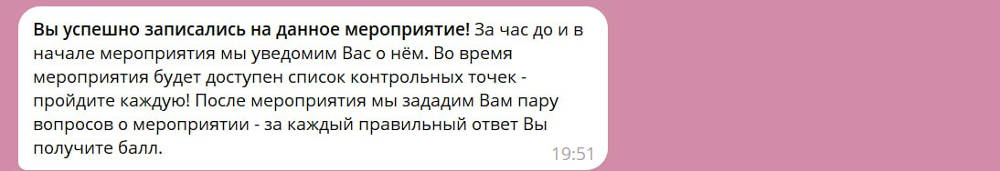 Вы успешно записались на данное мероприятие! За час до и в
начале мероприятия мы уведомим Вас о нём. Во время
мероприятия будет доступен список контрольных точек -
пройдите каждую! После мероприятия мы зададим Вам пару
вопросов о мероприятии - за каждый правильный ответ Вы
получите балл.
19:51